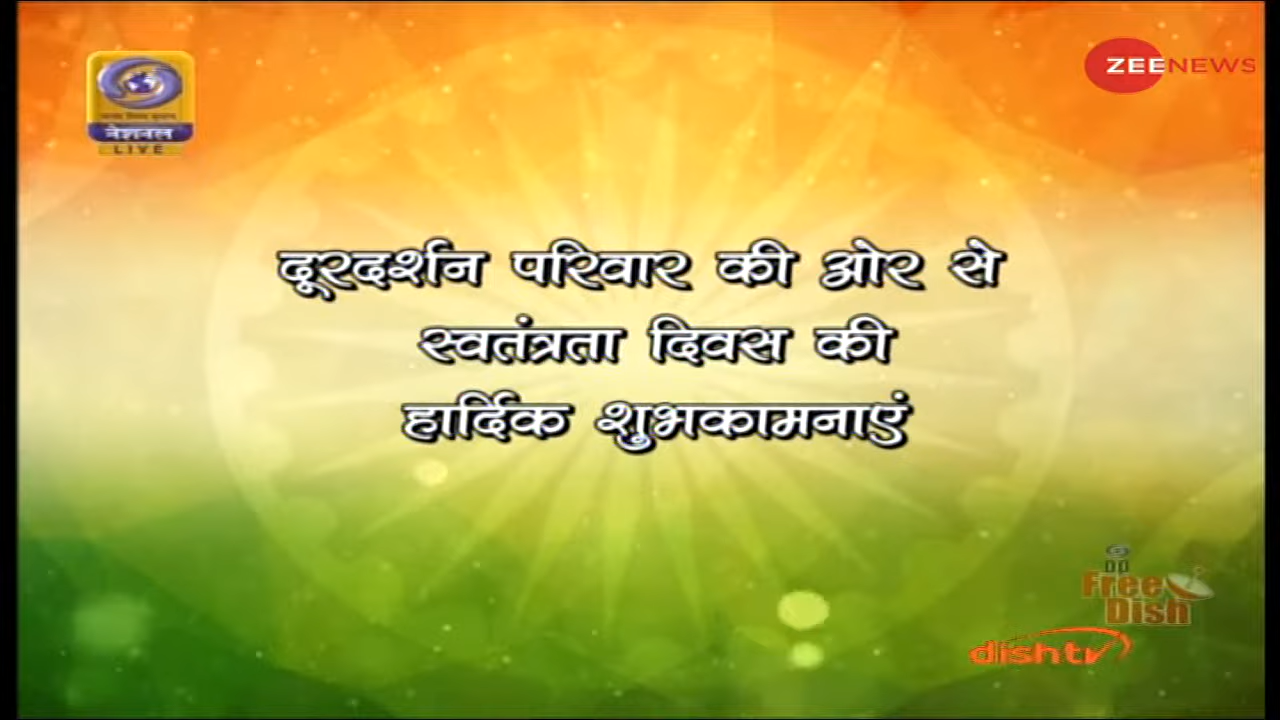 ZEENEWS
नेशनल
LIVE
दूरदर्शन परिवार की ओर से
स्वतंत्रता दिवस की
हार्दिक शुभकामनाएं
DD
Free
Dish
dishtv